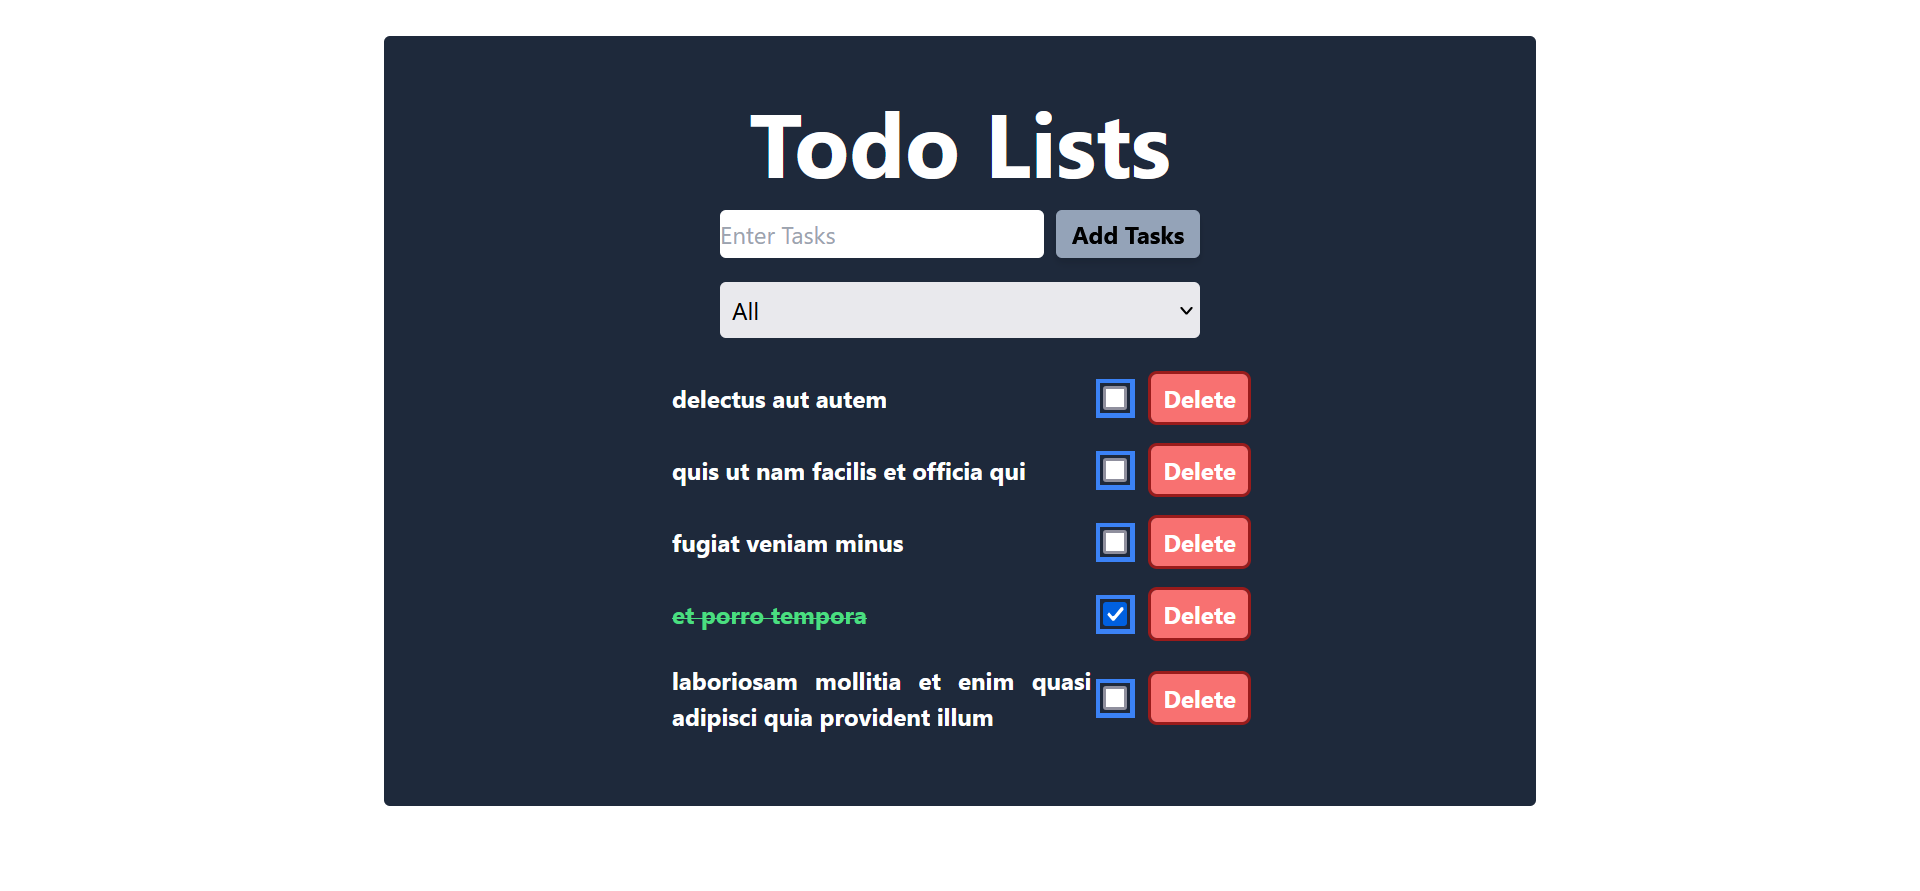 Todo Lists
Enter Tasks
Add Tasks
All
delectus aut autem
Delete
quis ut nam facilis et officia qui
Delete
fugiat veniam minus
Delete
et porro tempora
Delete
laboriosam mollitia et enim quasi
adipisci quia provident illum
Delete